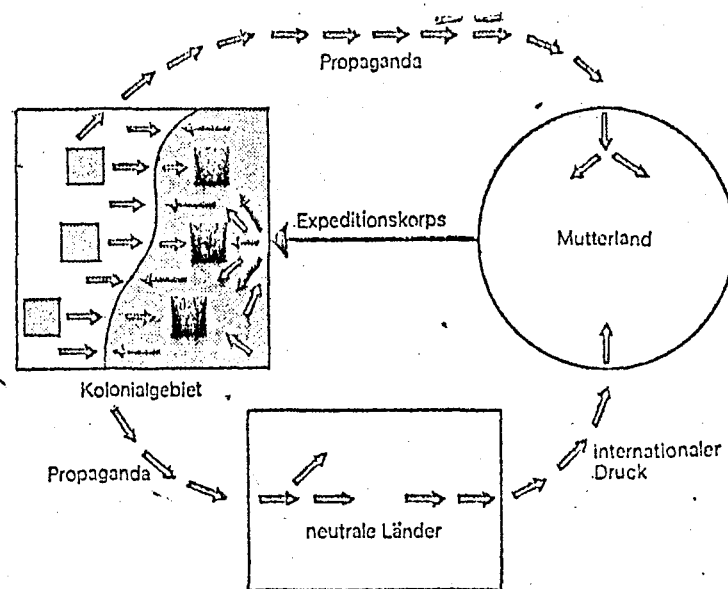 Propaganda
Expeditionskorps
Mutterland
Kolonialgebiet
Propaganda
internationaler
Druck
neutrale Länder